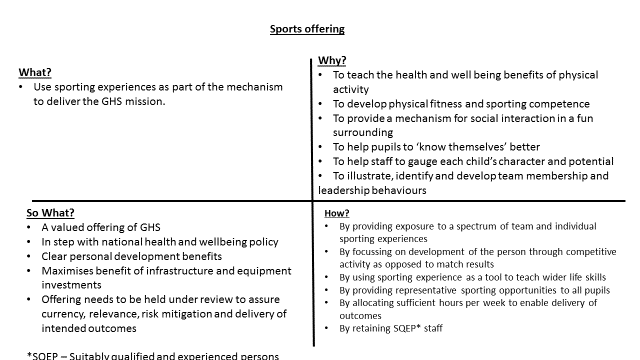 Sports offering
What?
• Use sporting experiences as part of the mechanism
to deliver the GHS mission.
Why?
• To teach the health and well being benefits of physical
activity
• To develop physical fitness and sporting competence
• To provide a mechanism for social interaction in a fun
surrounding
• To help pupils to ‘know themselves’ better
• To help staff to gauge each child’s character and potential
• To illustrate, identify and develop team membership and
leadership behaviours
So What?
• A valued offering of GHS
• In step with national health and wellbeing policy
• Clear personal development benefits
• Maximises benefit of infrastructure and equipment
investments
• Offering needs to be held under review to assure
currency, relevance, risk mitigation and delivery of
intended outcomes
*SQEP – Suitably qualified and experienced persons
How?
• By providing exposure to a spectrum of team and individual
sporting experiences
• By focussing on development of the person through competitive
activity as opposed to match results
• By using sporting experience as a tool to teach wider life skills
• By providing representative sporting opportunities to all pupils
• By allocating sufficient hours per week to enable delivery of
outcomes
• By retaining SQEP* staff